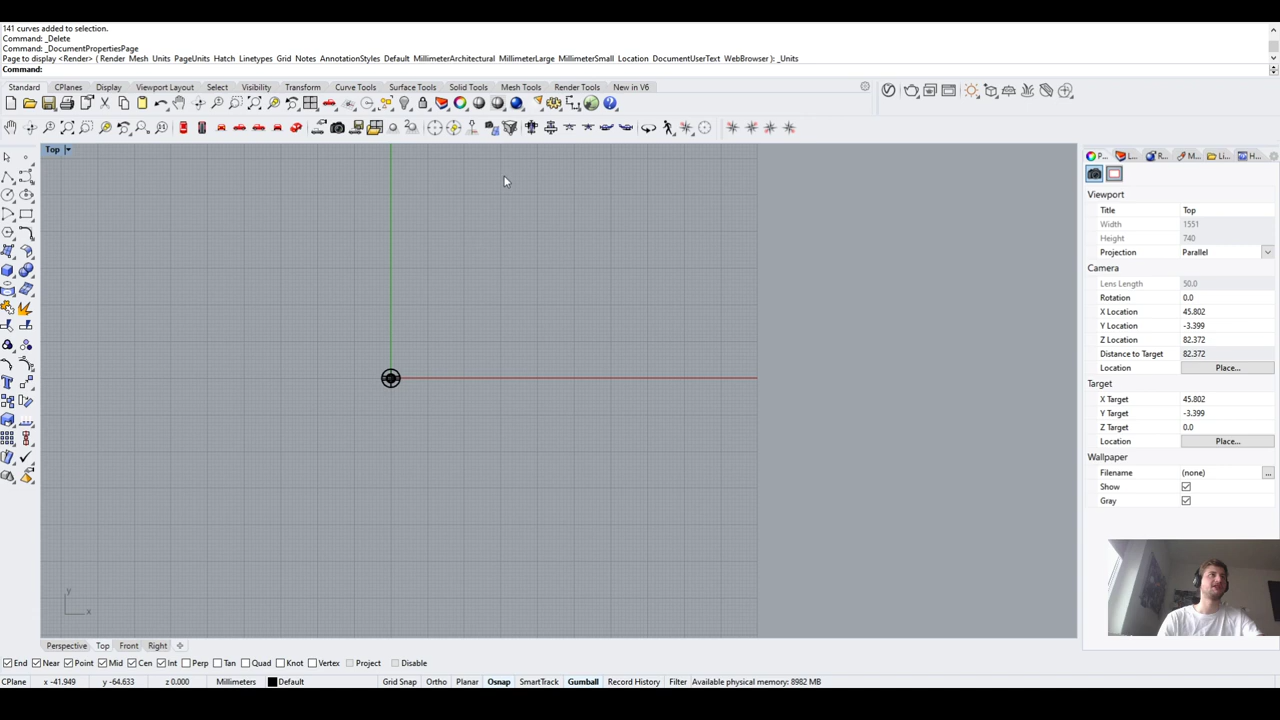 141 curves added to selection.
Command: _Delete
Command: _DocumentPropertiesPage
Page to display <Render> ( Render Mesh Units PageUnits Hatch Linetypes Grid Notes AnnotationStyles Default MillimeterArchitectural MillimeterLarge MillimeterSmall Location DocumentUserText WebBrowser ): _Units
Command:
Standard CPlanes Display Viewport Layout Select Visibility Transform Curve Tools Surface Tools Solid Tools Mesh Tools Render Tools New in V6
Top
P... L... R... M... Li... H...
Viewport
Title Top
Width 1551
Height 740
Projection Parallel
Camera
Lens Length 50.0
Rotation 0.0
X Location 45.802
Y Location -3.399
Z Location 82.372
Distance to Target 82.372
Location Place...
Target
X Target 45.802
Y Target -3.399
Z Target 0.0
Location Place...
Wallpaper
Filename (none) ...
Show
Gray
y
x
Perspective Top Front Right
End Near Point Mid Cen Int Perp Tan Quad Knot Vertex Project Disable
CPlane x -41.949 y -64.633 z 0.000 Millimeters Default Grid Snap Ortho Planar Osnap SmartTrack Gumball Record History Filter Available physical memory: 8982 MB